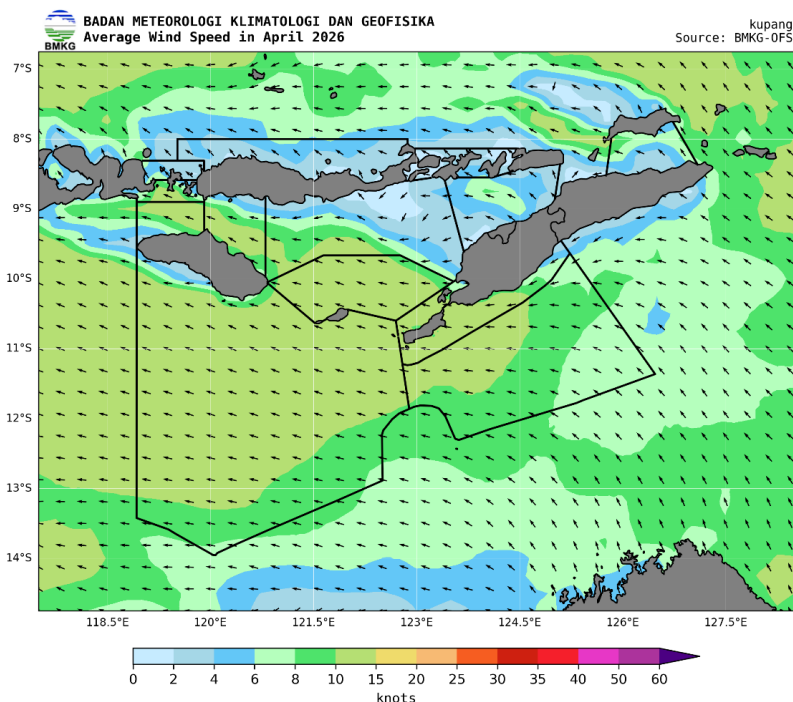 BADAN METEOROLOGI KLIMATOLOGI DAN GEOFISIKA
Average Wind Speed in April 2026
BMKG
kupang
Source: BMKG-OFS
7°S
8°S
9°S
10°S
11°S
12°S
13°S
14°S
118.5°E
120°E
121.5°E
123°E
124.5°E
126°E
127.5°E
0 2 4 6 8 10 15 20 25 30 35 40 50 60
knots